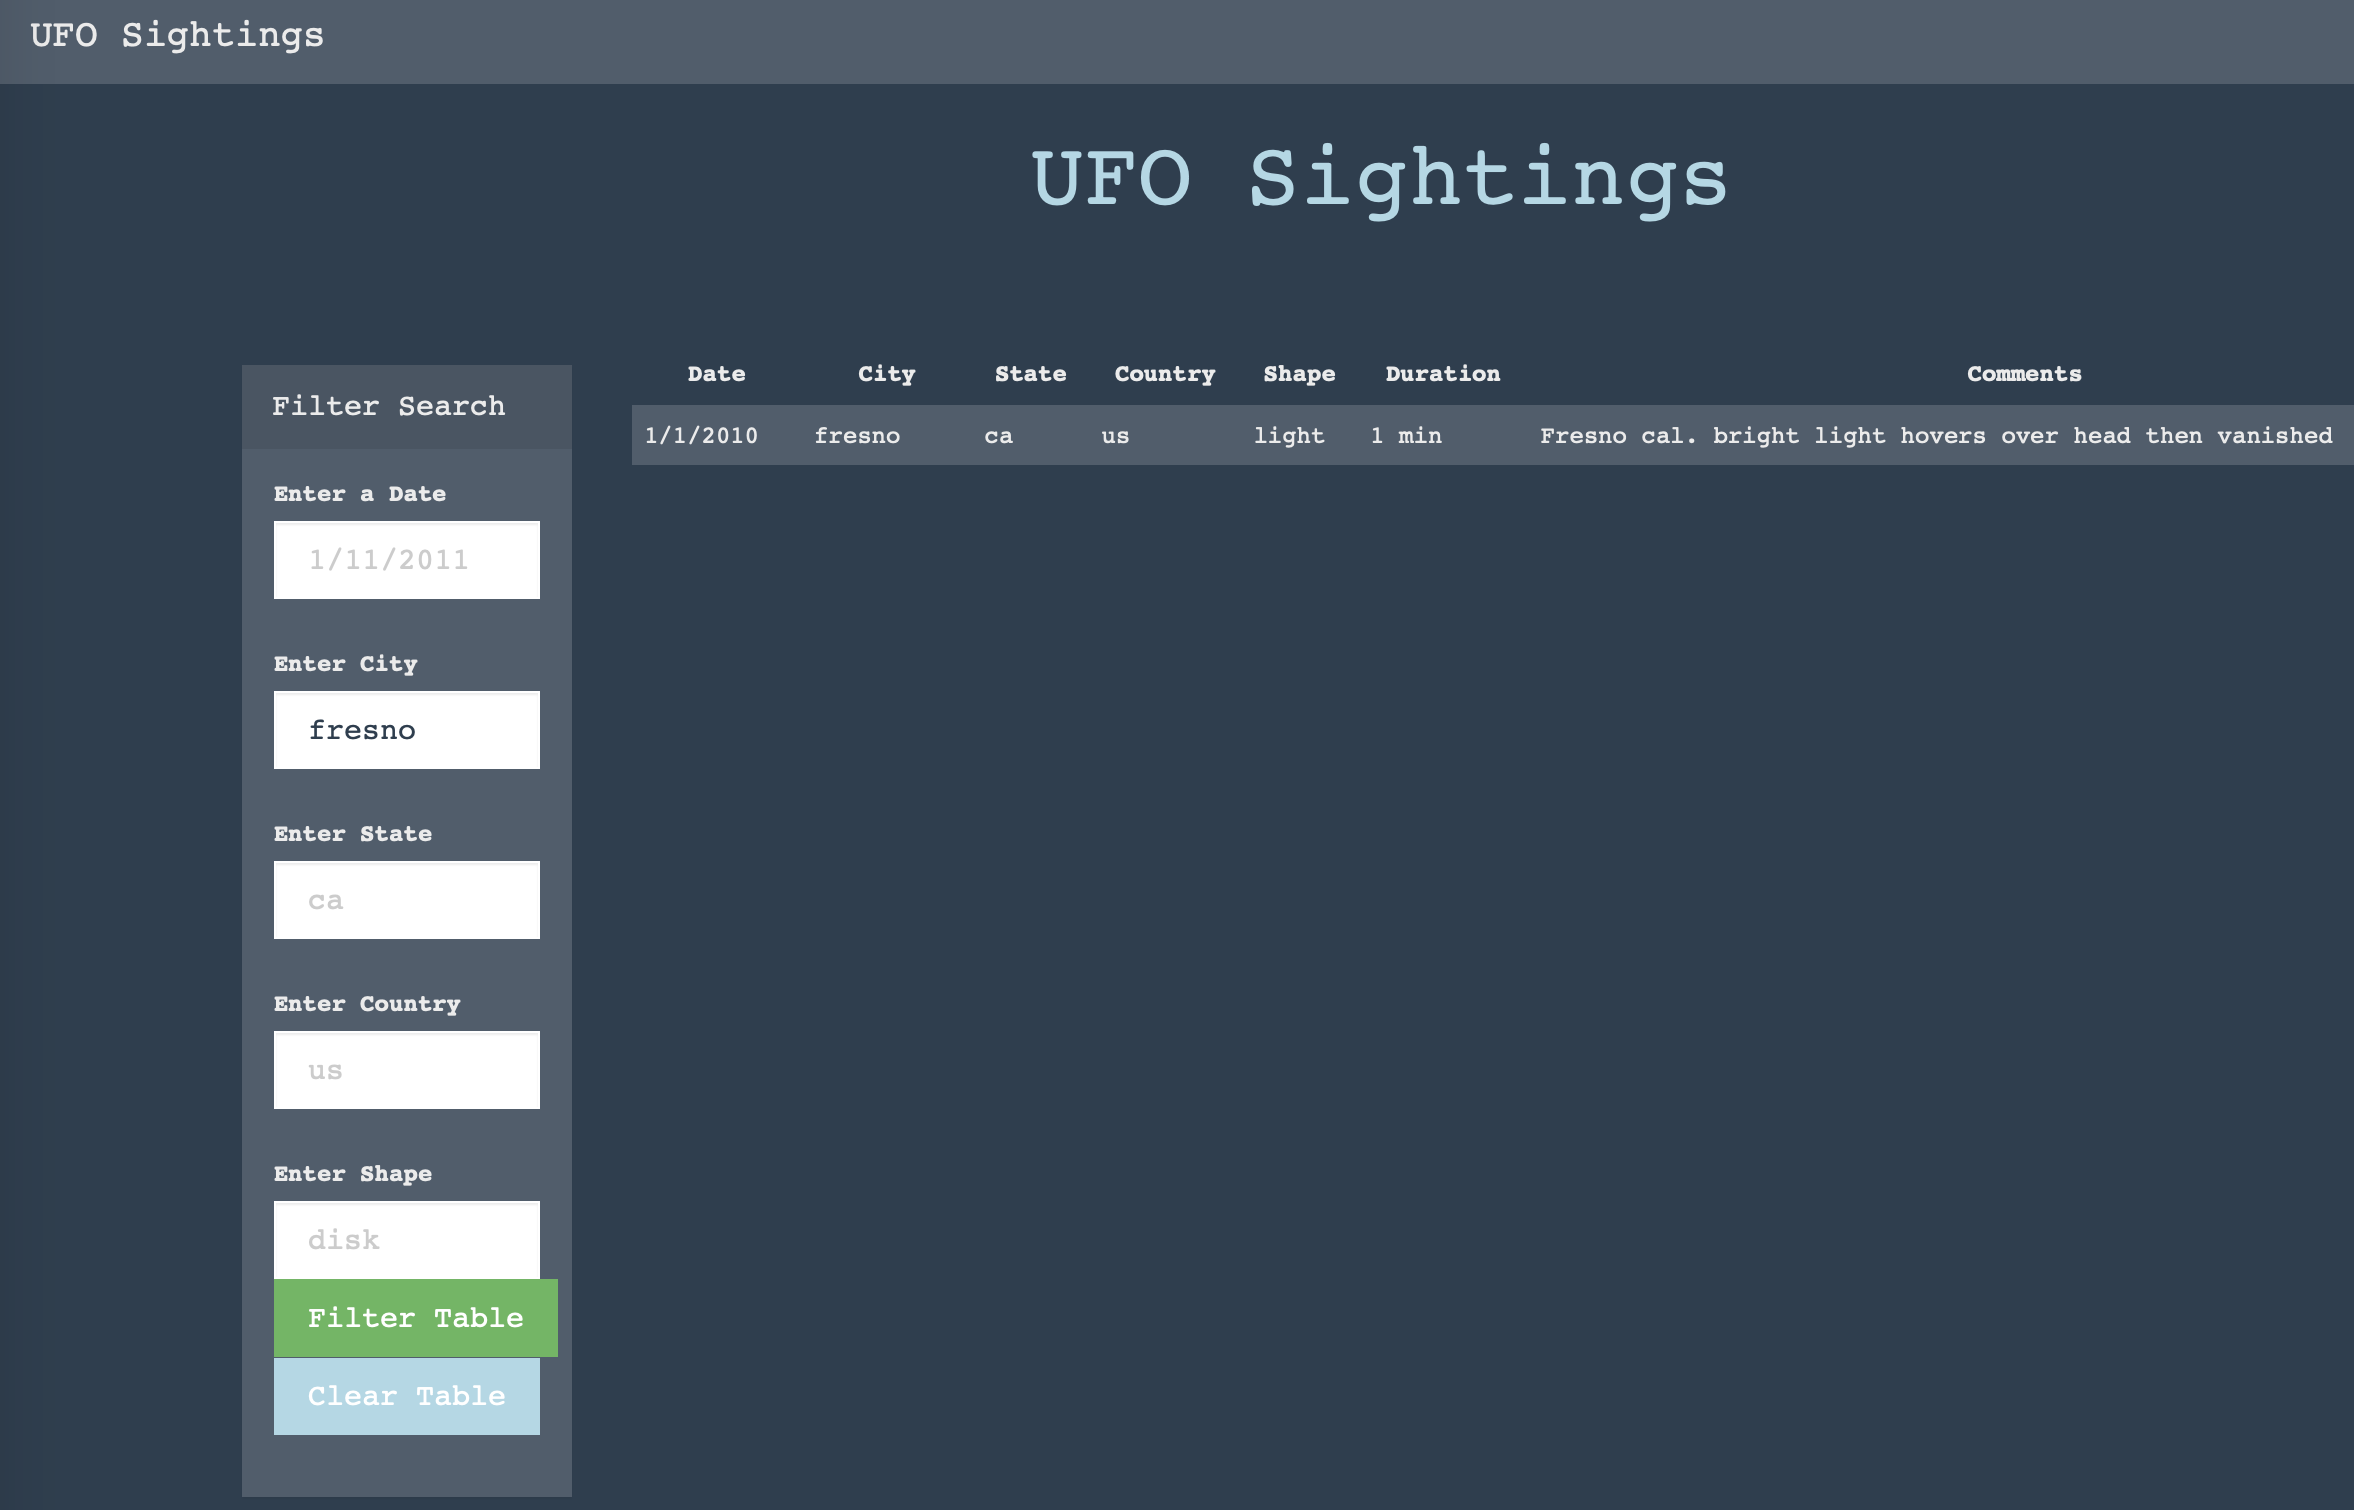 UFO Sightings
UFO Sightings
Filter Search
Enter a Date
1/11/2011
Enter City
fresno
Enter State
ca
Enter Country
us
Enter Shape
disk
Filter Table
Clear Table
Date City State Country Shape Duration Comments
1/1/2010 fresno ca us light 1 min Fresno cal. bright light hovers over head then vanished